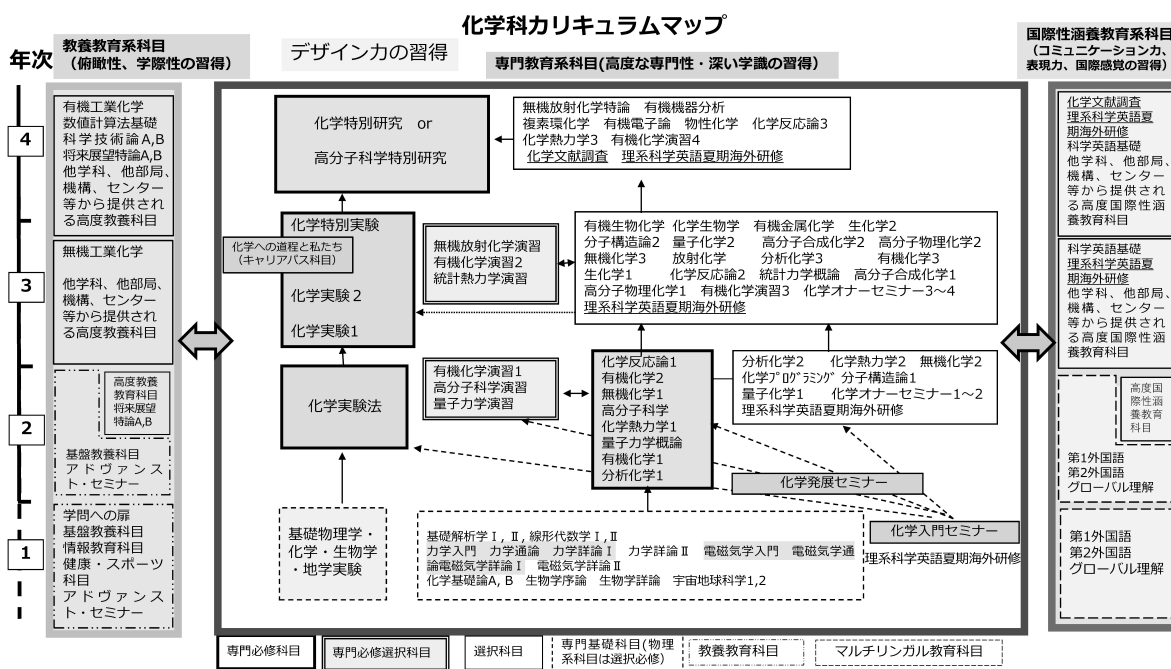 化学科カリキュラムマップ
年次
教養教育系科目
（俯瞰性、学際性の習得）
デザイン力の習得
専門教育系科目(高度な専門性・深い学識の習得）
国際性涵養教育系科目
（コミュニケーション力、
表現力、国際感覚の習得）
4
有機工業化学
数値計算法基礎
科学技術論A,B
将来展望特論A,B
他学科、他部局、
機構、センター
等から提供され
る高度教養科目
化学特別研究 or
高分子科学特別研究
無機放射化学特論 有機機器分析
複素環化学 有機電子論 物性化学 化学反応論3
化学熱力学3 有機化学演習4
化学文献調査 理系科学英語夏期海外研修
化学文献調査
理系科学英語夏
期海外研修
科学英語基礎
他学科、他部局、
機構、センター
等から提供され
る高度国際性涵
養教育科目
3
無機工業化学
他学科、他部局、
機構、センター
等から提供され
る高度教養科目
化学特別実験
化学への道程と私たち
（キャリアパス科目）
化学実験２
化学実験1
無機放射化学演習
有機化学演習2
統計熱力学演習
有機生物化学 化学生物学 有機金属化学 生化学2
分子構造論2 量子化学2 高分子合成化学2 高分子物理化学2
無機化学3 放射化学 分析化学3 有機化学3
生化学1 化学反応論2 統計力学概論 高分子合成化学1
高分子物理化学1 有機化学演習3 化学オナーセミナー3～4
理系科学英語夏期海外研修
科学英語基礎
理系科学英語夏
期海外研修
他学科、他部局、
機構、センター
等から提供され
る高度国際性涵
養教育科目
2
高度教養
教育科目
将来展望
特論A,B
基盤教養科目
アドヴァンス
ト・セミナー
化学実験法
有機化学演習1
高分子科学演習
量子力学演習
化学反応論1
有機化学2
無機化学1
高分子科学
化学熱力学1
量子力学概論
有機化学1
分析化学1
分析化学2 化学熱力学2 無機化学2
化学プログラミング 分子構造論1
量子化学1 化学オナーセミナー1～2
理系科学英語夏期海外研修
化学発展セミナー
高度国
際性涵
養教育
科目
第1外国語
第2外国語
グローバル理解
1
学問への扉
基盤教養科目
情報教育科目
健康・スポーツ
科目
アドヴァンス
ト・セミナー
基礎物理学・
化学・生物学
・地学実験
基礎解析学Ⅰ, Ⅱ, 線形代数学Ⅰ,Ⅱ
力学入門 力学通論 力学詳論Ⅰ 力学詳論Ⅱ 電磁気学入門 電磁気学通
論電磁気学詳論Ⅰ 電磁気学詳論Ⅱ
化学基礎論A, B 生物学序論 生物学詳論 宇宙地球科学1,2
化学入門セミナー
理系科学英語夏期海外研修
第1外国語
第2外国語
グローバル理解
専門必修科目
専門必修選択科目
選択科目
専門基礎科目(物理
系科目は選択必修）
教養教育科目
マルチリンガル教育科目